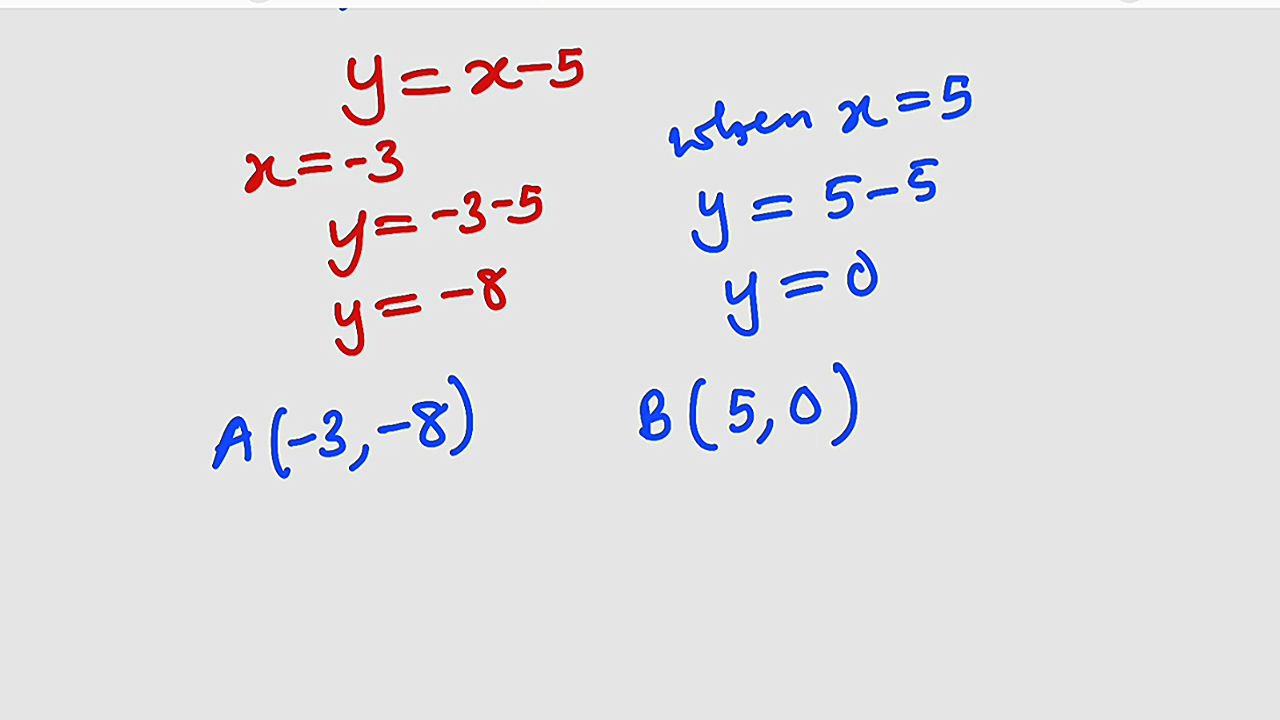 y = x-5
x = -3
y = -3-5
y = -8
when x = 5
y = 5-5
y = 0
A(-3, -8)
B(5, 0)